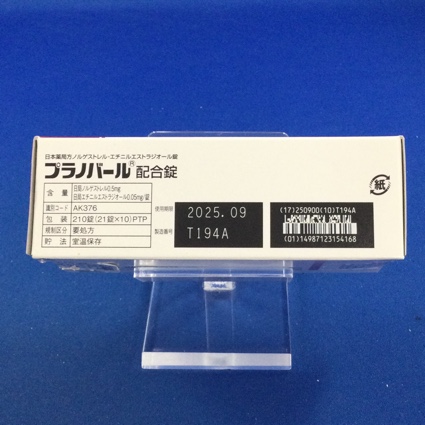 日本薬局方ノルゲストレル・エチニルエストラジオール錠
プラノバール® 配合錠
含量 日局ノルゲストレル0.5mg
日局エチニルエストラジオール0.05mg/錠
識別コード AK376
包装 210錠(21錠×10)PTP
規制区分 要処方
貯法 室温保存
使用期限 2025.09
製造番号 T194A
(17)250900(10)T194A
(01)14987123154168
紙